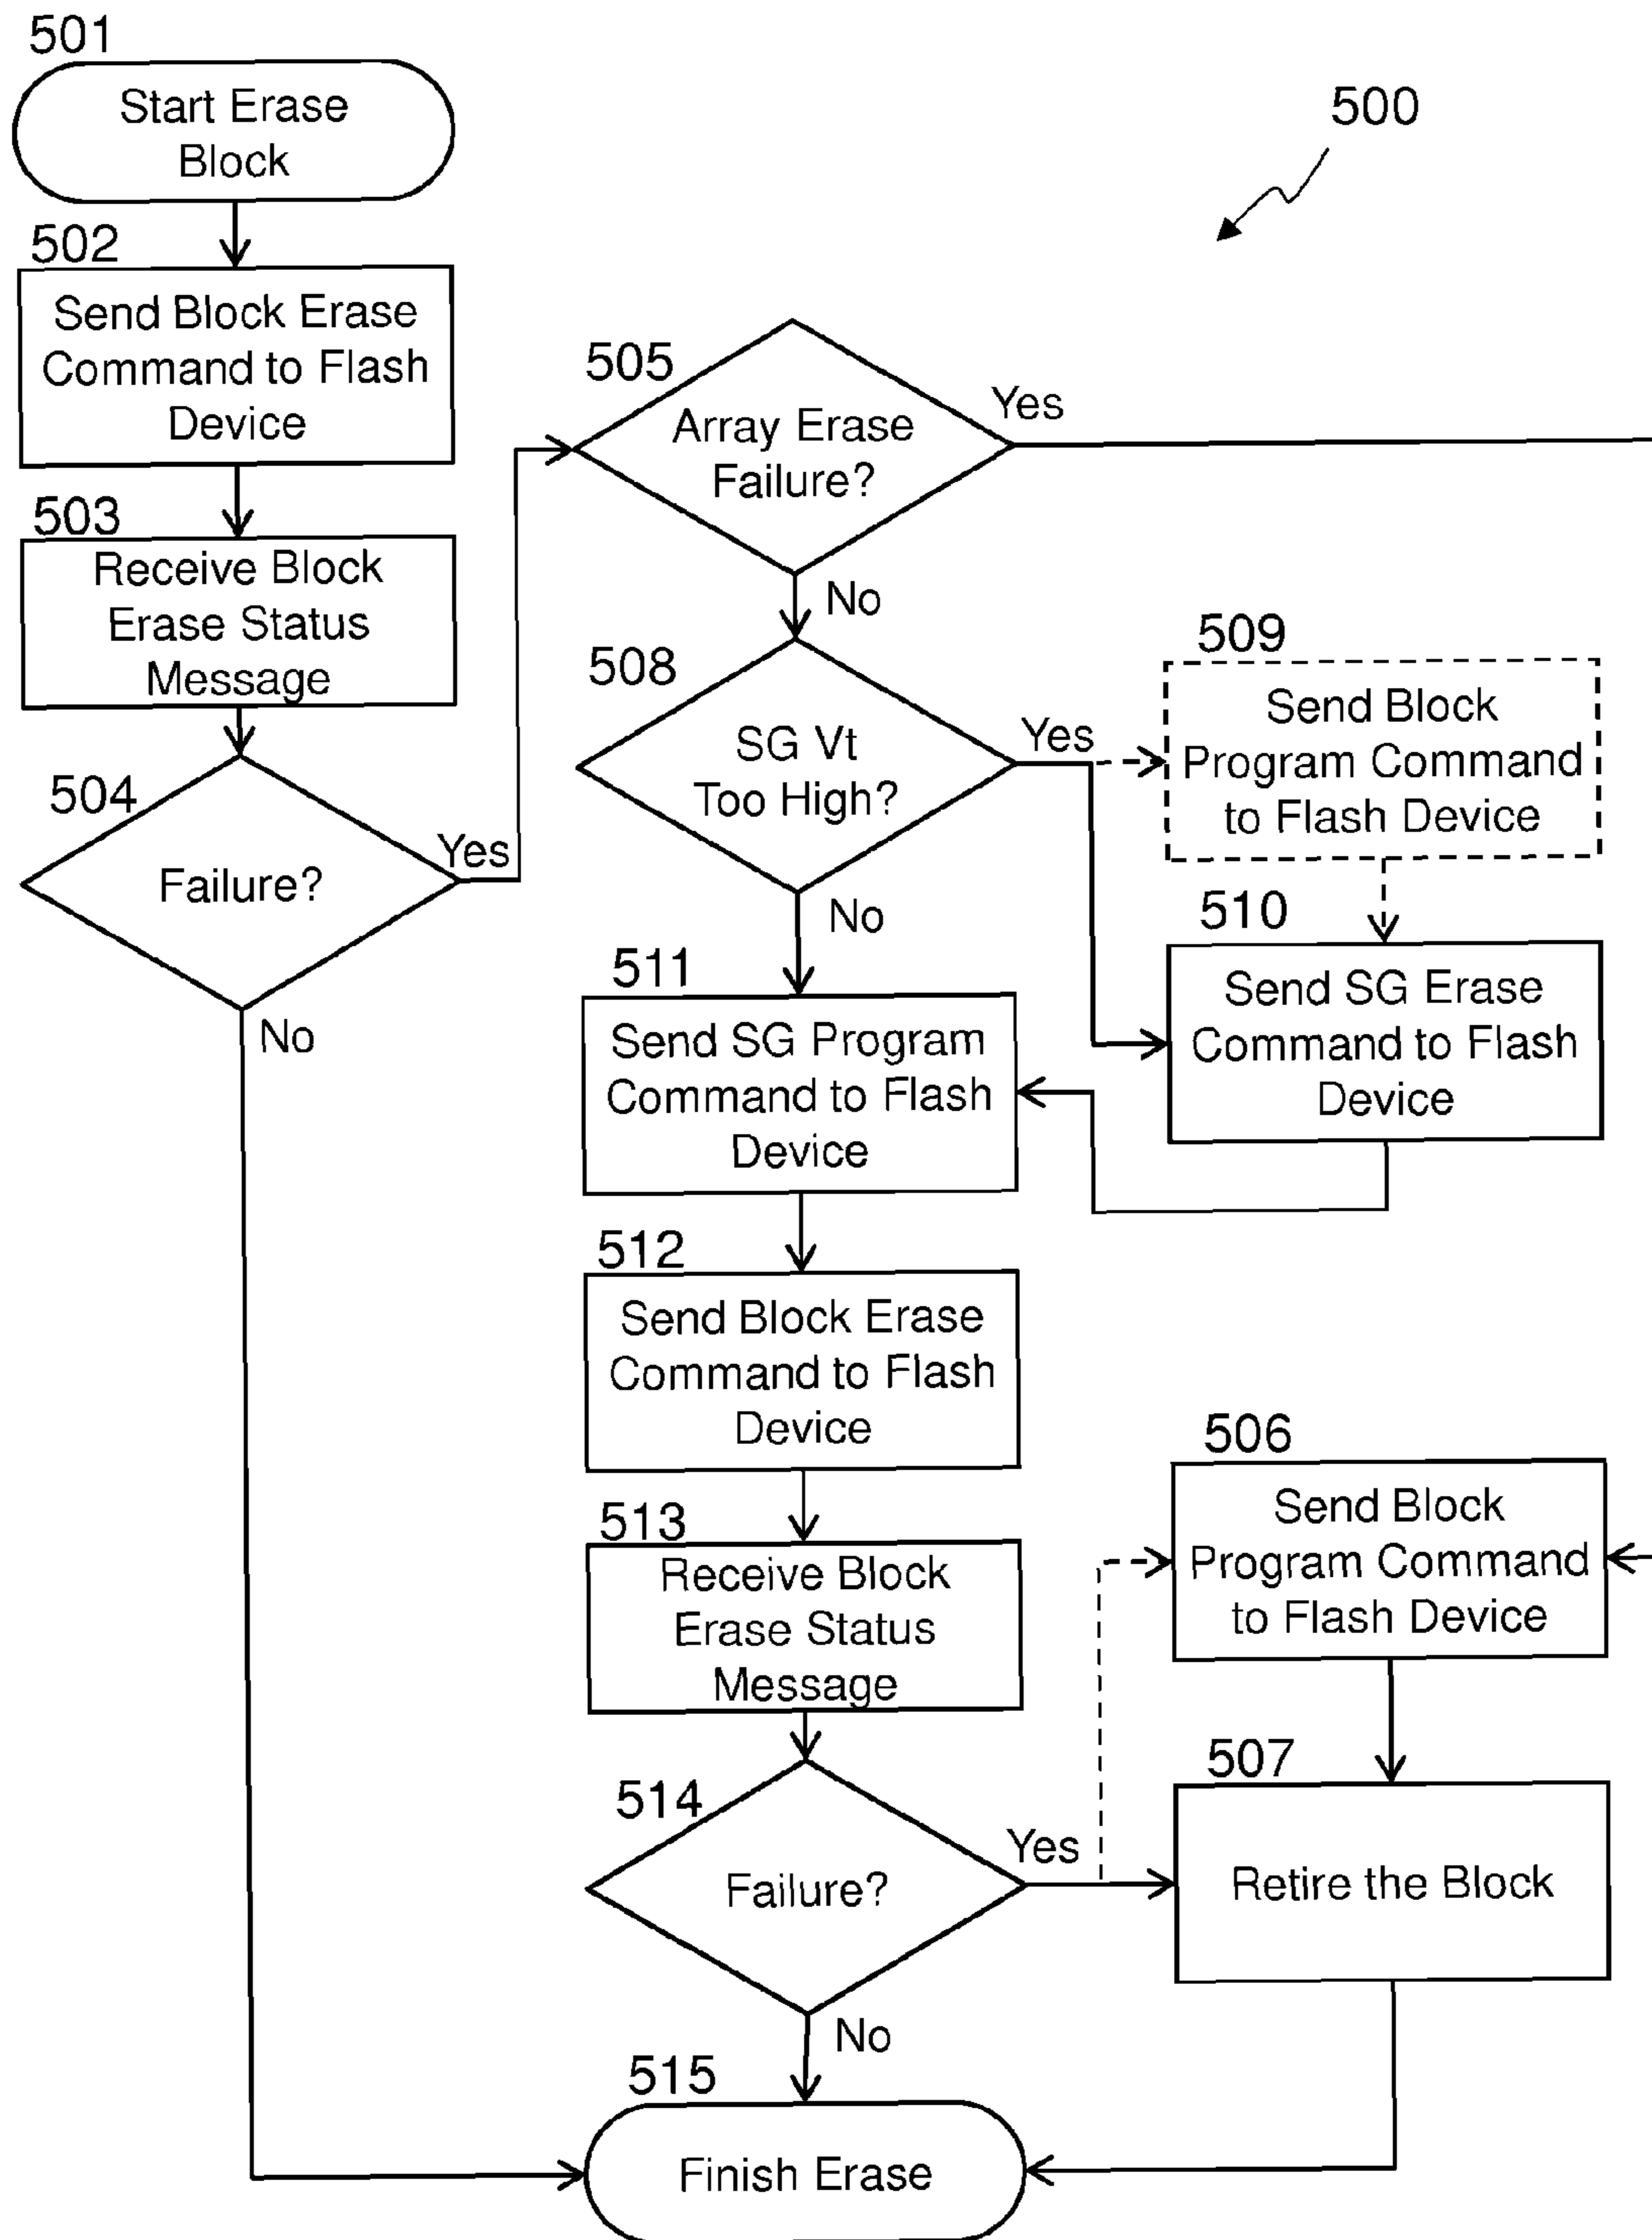 501
Start Erase
Block
500
502
Send Block Erase
Command to Flash
Device
503
Receive Block
Erase Status
Message
504
Failure?
Yes
No
505
Array Erase
Failure?
Yes
No
508
SG Vt
Too High?
Yes
No
509
Send Block
Program Command
to Flash Device
510
Send SG Erase
Command to Flash
Device
511
Send SG Program
Command to Flash
Device
512
Send Block Erase
Command to Flash
Device
513
Receive Block
Erase Status
Message
514
Failure?
Yes
No
506
Send Block
Program Command
to Flash Device
507
Retire the Block
515
Finish Erase